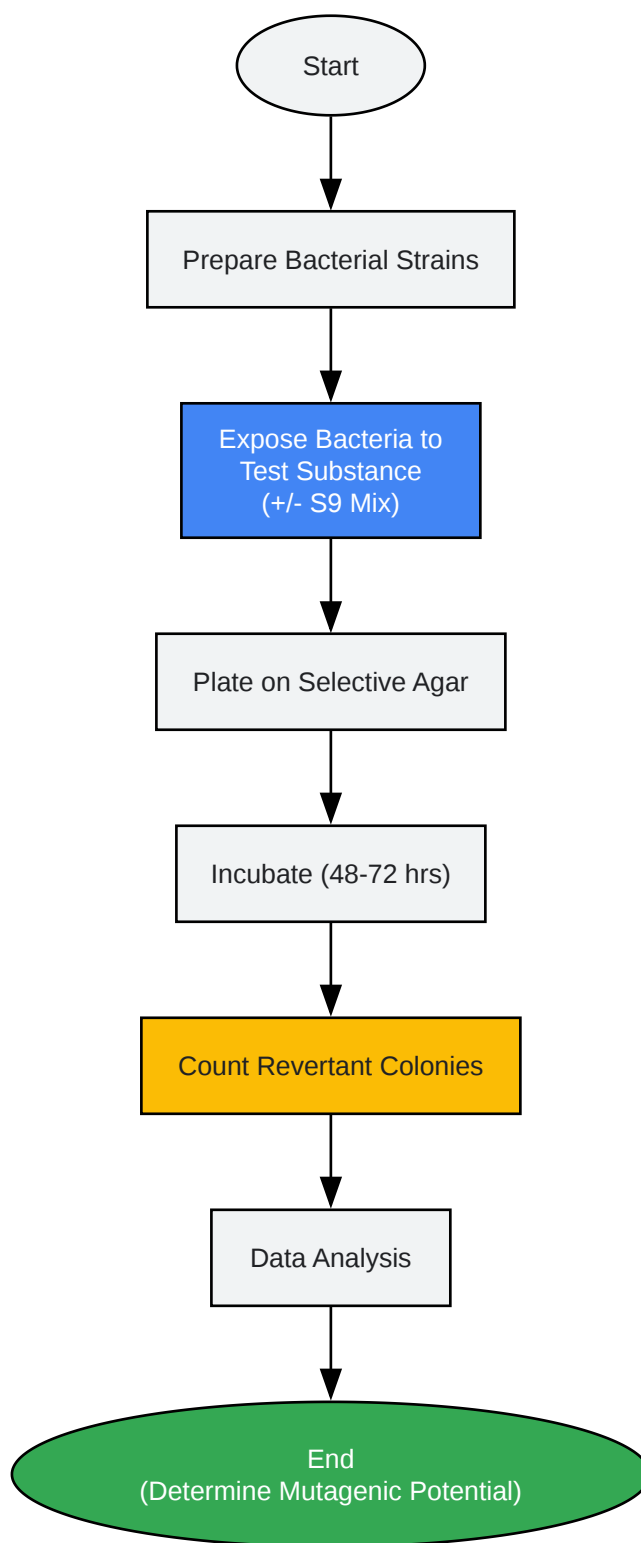 Start
Prepare Bacterial Strains
Expose Bacteria to
Test Substance
(+/- S9 Mix)
Plate on Selective Agar
Incubate (48-72 hrs)
Count Revertant Colonies
Data Analysis
End
(Determine Mutagenic Potential)